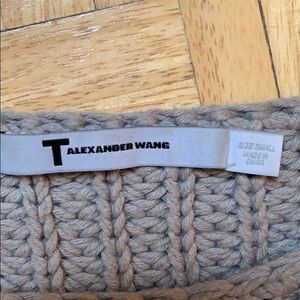 T ALEXANDER WANG
SIZE SMALL
MADE IN
CHINA